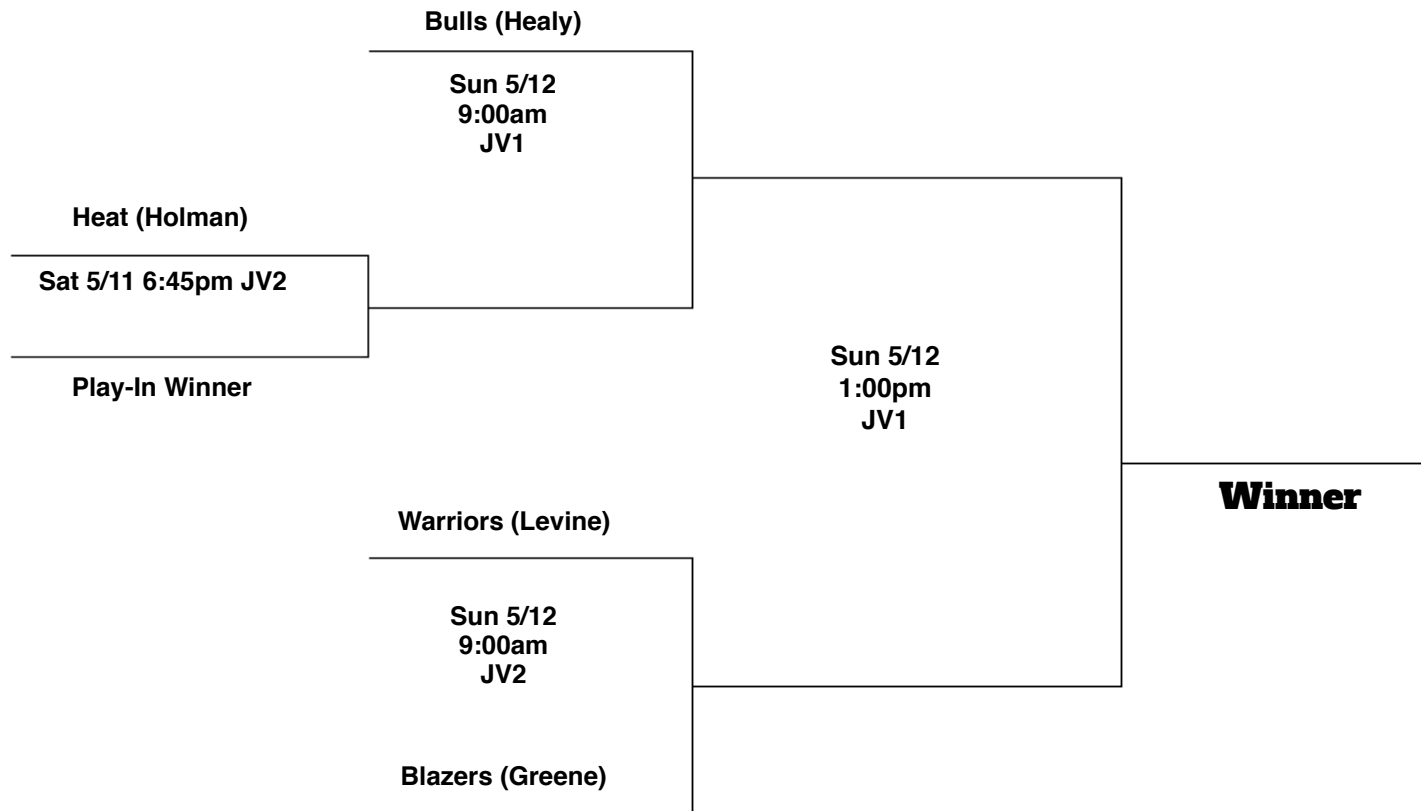 Bulls (Healy)
Sun 5/12
9:00am
JV1
Heat (Holman)
Sat 5/11 6:45pm JV2
Play-In Winner
Sun 5/12
1:00pm
JV1
Winner
Warriors (Levine)
Sun 5/12
9:00am
JV2
Blazers (Greene)